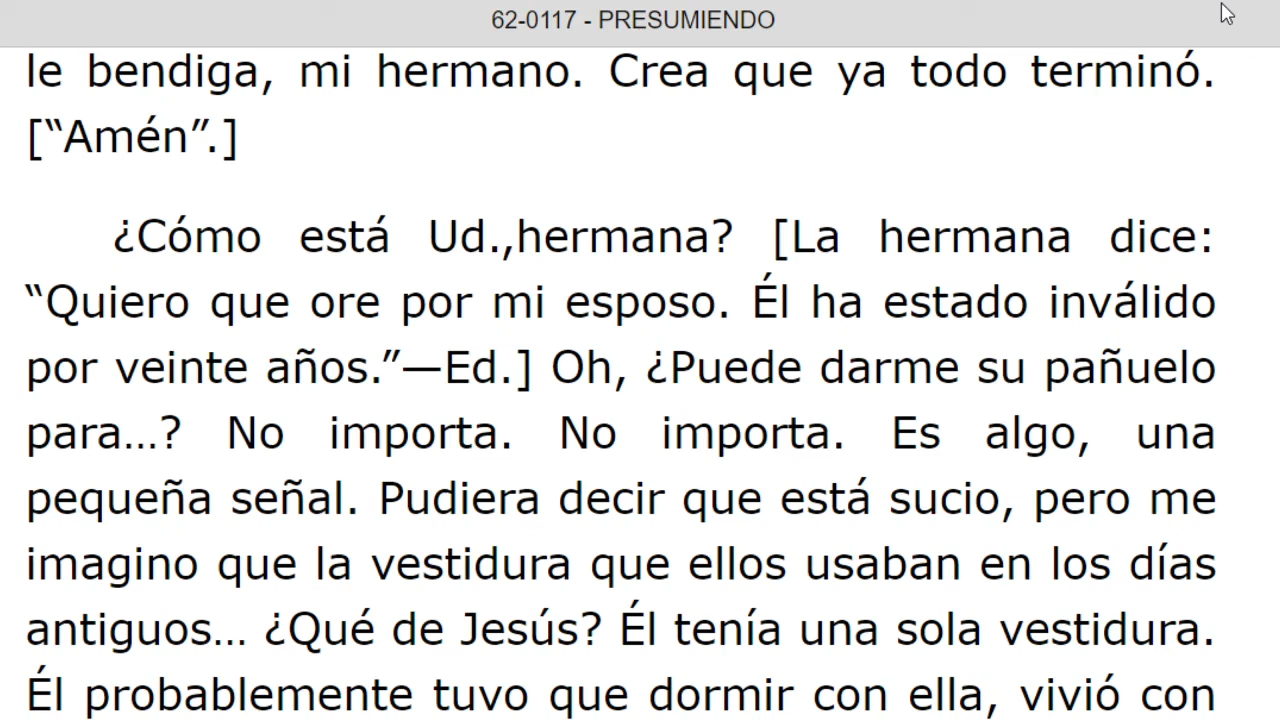 62-0117 - PRESUMIENDO
le bendiga, mi hermano. Crea que ya todo terminó.
[“Amén”.]
¿Cómo está Ud.,hermana? [La hermana dice:
“Quiero que ore por mi esposo. Él ha estado inválido
por veinte años.”—Ed.] Oh, ¿Puede darme su pañuelo
para…? No importa. No importa. Es algo, una
pequeña señal. Pudiera decir que está sucio, pero me
imagino que la vestidura que ellos usaban en los días
antiguos… ¿Qué de Jesús? Él tenía una sola vestidura.
Él probablemente tuvo que dormir con ella, vivió con